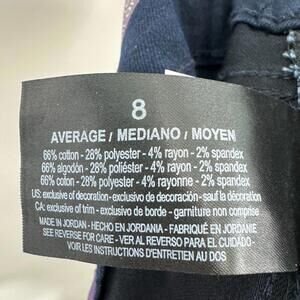 8
AVERAGE / MEDIANO / MOYEN
66% cotton - 28% polyester - 4% rayon - 2% spandex
66% algodón - 28% poliester - 4% rayon - 2% spandex
66% coton - 28% polyester - 4% rayonne - 2% spandex
US: exclusive of decoration - exclusivo de decoración - sauf la décoration
CA: exclusive of trim - exclusivo de borde - garniture non comprise
MADE IN JORDAN - HECHO EN JORDANIA - FABRIQUÉ EN JORDANIE
SEE REVERSE FOR CARE - VER AL REVERSO PARA EL CUIDADO -
VOIR LES INSTRUCTIONS D'ENTRETIEN AU DOS